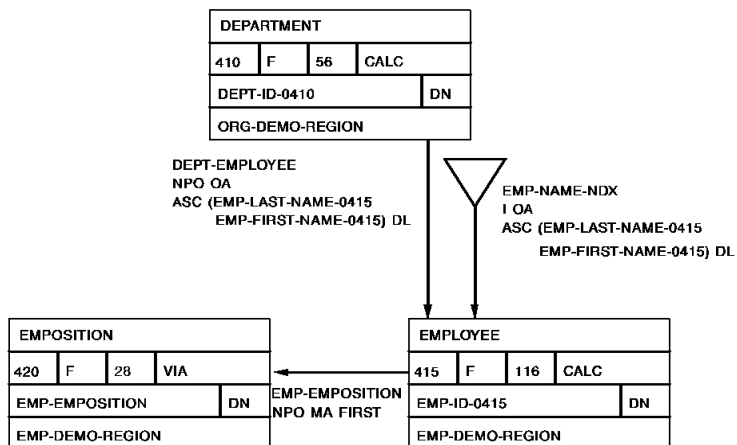 DEPARTMENT
410 F 56 CALC
DEPT-ID-0410 DN
ORG-DEMO-REGION
DEPT-EMPLOYEE
NPO OA
ASC (EMP-LAST-NAME-0415
EMP-FIRST-NAME-0415) DL
EMP-NAME-NDX
I OA
ASC (EMP-LAST-NAME-0415
EMP-FIRST-NAME-0415) DL
EMPOSITION
420 F 28 VIA
EMP-EMPOSITION DN
EMP-DEMO-REGION
EMP-EMPOSITION
NPO MA FIRST
EMPLOYEE
415 F 116 CALC
EMP-ID-0415 DN
EMP-DEMO-REGION